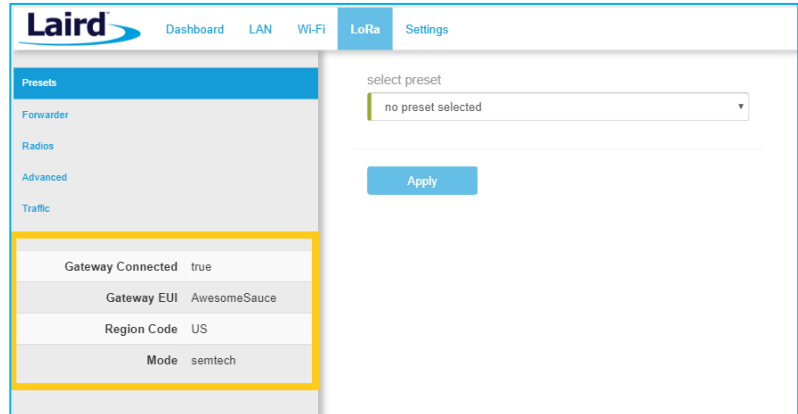 Laird Dashboard LAN Wi-Fi LoRa Settings
Presets
Forwarder
Radios
Advanced
Traffic
Gateway Connected true
Gateway EUI AwesomeSauce
Region Code US
Mode semtech
select preset
no preset selected
Apply